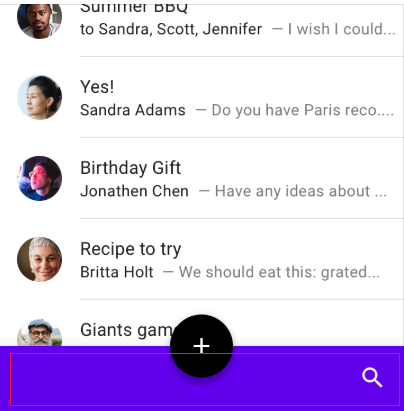 Summer BBQ
to Sandra, Scott, Jennifer — I wish I could...
Yes!
Sandra Adams — Do you have Paris reco....
Birthday Gift
Jonathen Chen — Have any ideas about ...
Recipe to try
Britta Holt — We should eat this: grated...
Giants gam